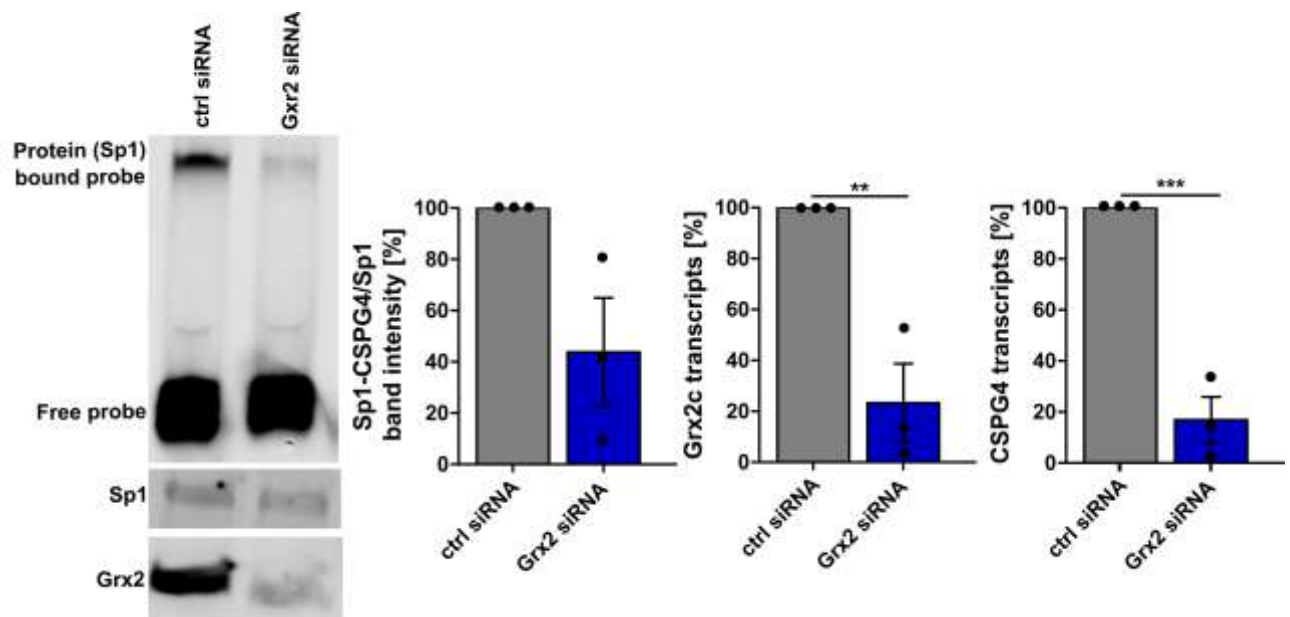 ctrl siRNA
Gxr2 siRNA
Protein (Sp1)
bound probe
Free probe
Sp1
Grx2
Sp1-CSPG4/Sp1
band intensity [%]
100
80
60
40
20
0
ctrl siRNA
Grx2 siRNA
Grx2c transcripts [%]
**
100
80
60
40
20
0
ctrl siRNA
Grx2 siRNA
CSPG4 transcripts [%]
***
100
80
60
40
20
0
ctrl siRNA
Grx2 siRNA